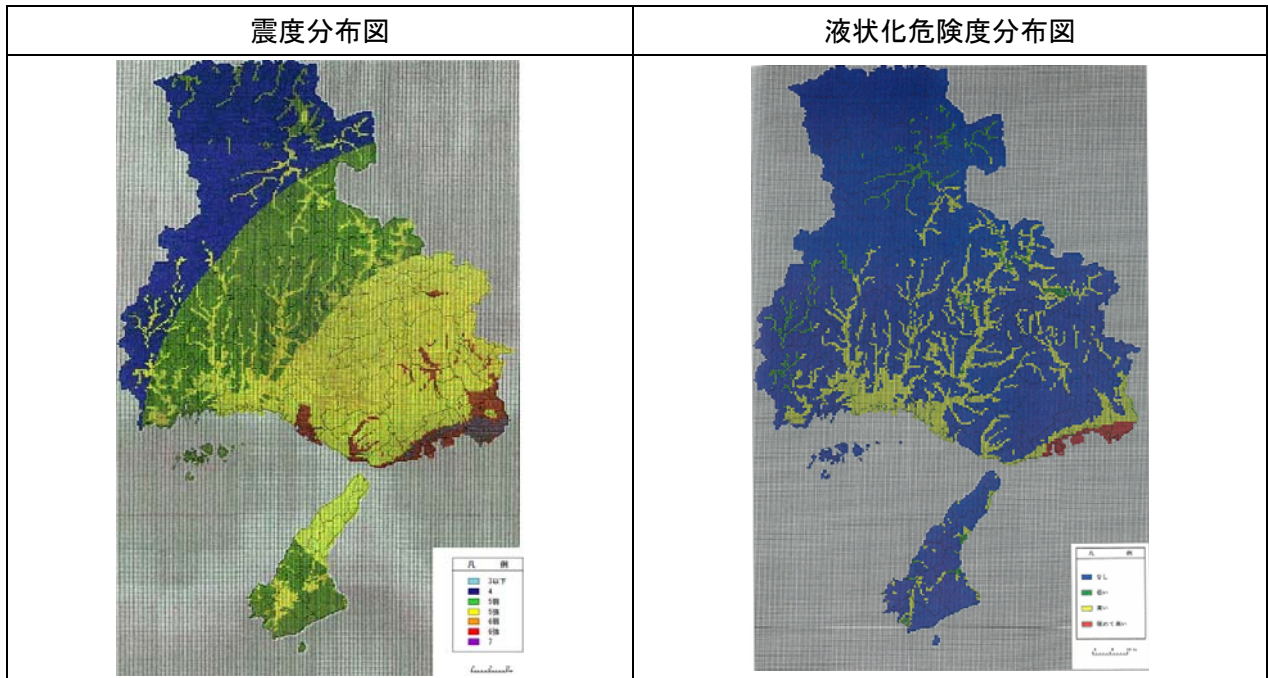 震度分布図
液状化危険度分布図
凡 例
3以下
4
5弱
5強
6弱
6強
7
凡 例
なし
低い
高い
極めて高い